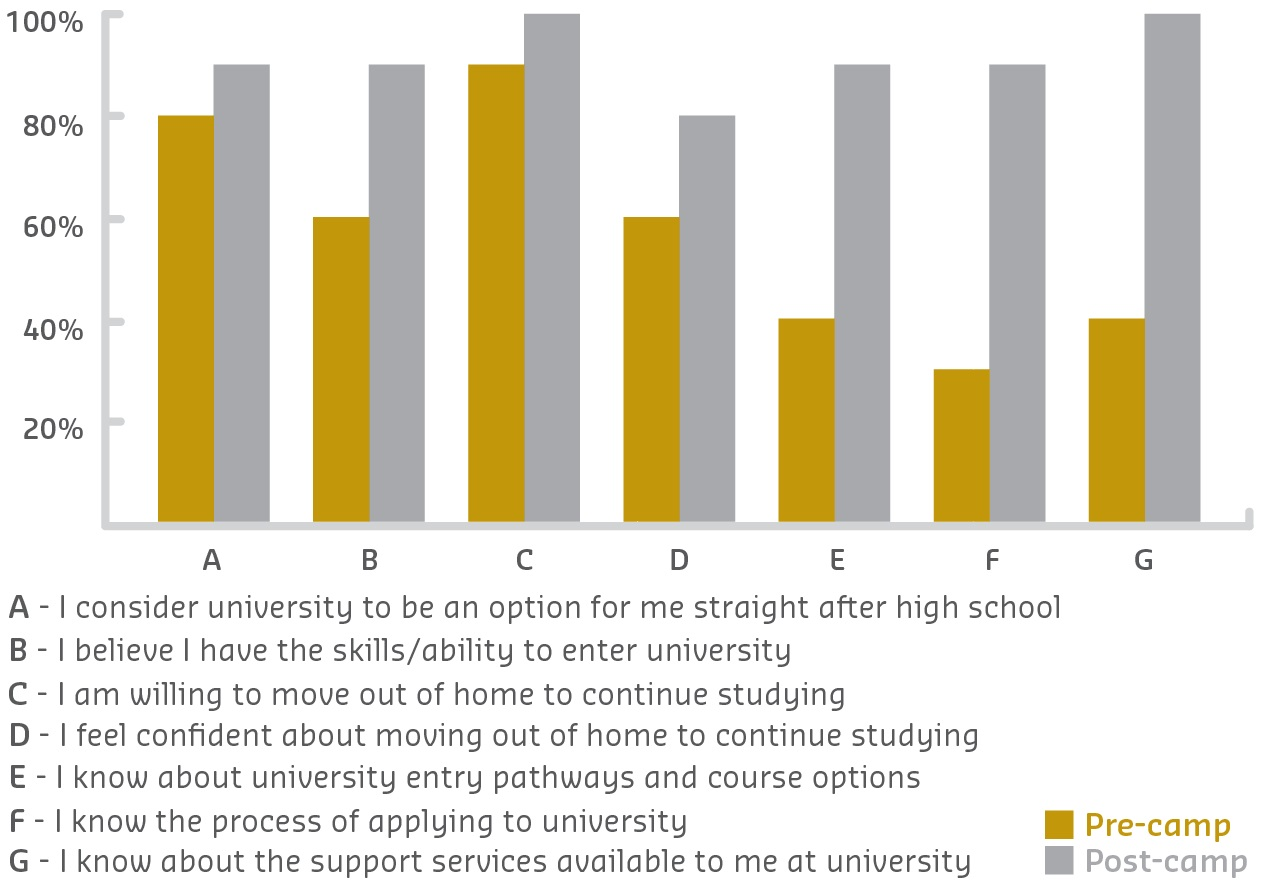 100%
80%
60%
40%
20%
A B C D E F G
A - I consider university to be an option for me straight after high school
B - I believe I have the skills/ability to enter university
C - I am willing to move out of home to continue studying
D - I feel confident about moving out of home to continue studying
E - I know about university entry pathways and course options
F - I know the process of applying to university
G - I know about the support services available to me at university
Pre-camp
Post-camp